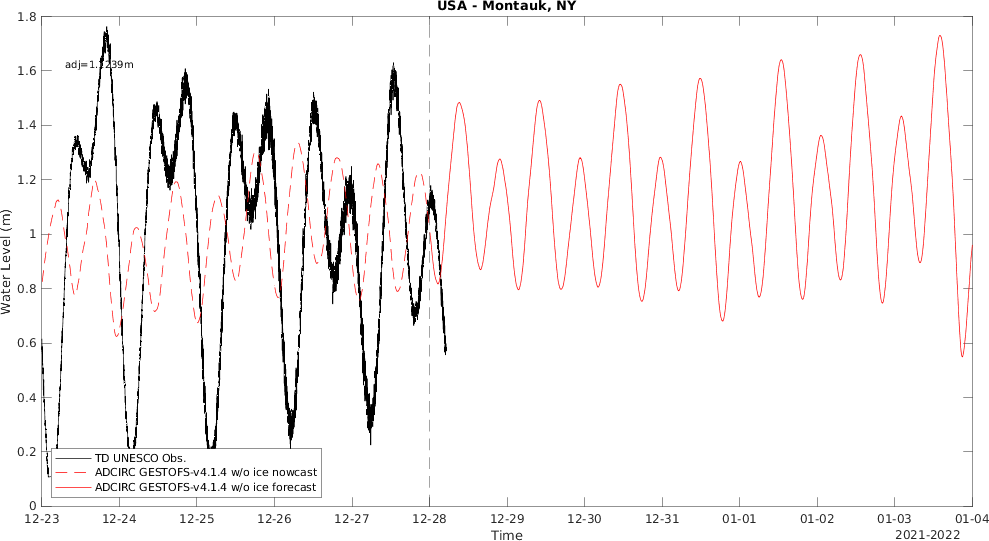 USA - Montauk, NY
1.8
1.6
1.4
1.2
1
0.8
0.6
0.4
0.2
0
Water Level (m)
adj=1.1239m
TD UNESCO Obs.
ADCIRC GESTOFS-v4.1.4 w/o ice nowcast
ADCIRC GESTOFS-v4.1.4 w/o ice forecast
12-23 12-24 12-25 12-26 12-27 12-28 12-29 12-30 12-31 01-01 01-02 01-03 01-04
Time
2021-2022